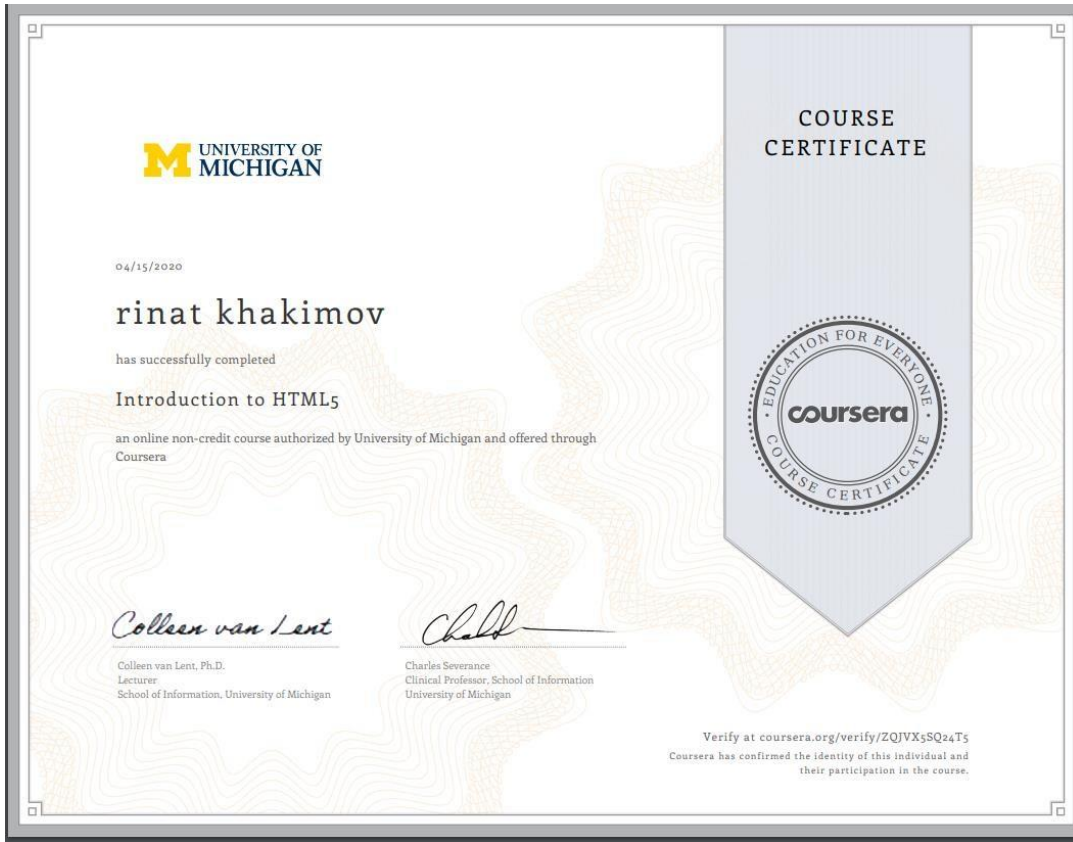 UNIVERSITY OF
MICHIGAN
04/15/2020
rinat khakimov
has successfully completed
Introduction to HTML5
an online non-credit course authorized by University of Michigan and offered through
Coursera
Colleen van Lent
Colleen van Lent, Ph.D.
Lecturer
School of Information, University of Michigan
Charles Severance
Clinical Professor, School of Information
University of Michigan
COURSE
CERTIFICATE
EDUCATION FOR EVERYONE
coursera
COURSE CERTIFICATE
Verify at coursera.org/verify/ZQJVX5SQ24T5
Coursera has confirmed the identity of this individual and
their participation in the course.